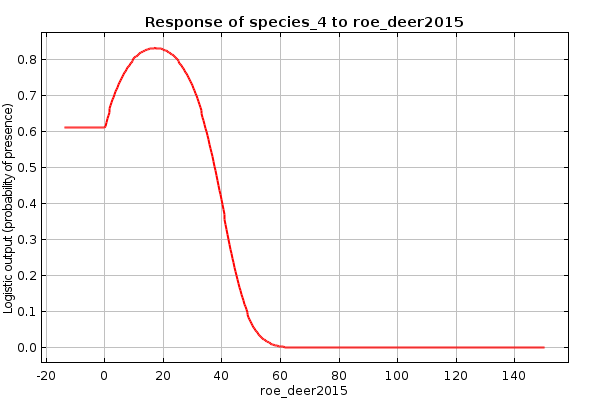 Response of species_4 to roe_deer2015
Logistic output (probability of presence)
0.8
0.7
0.6
0.5
0.4
0.3
0.2
0.1
0.0
-20 0 20 40 60 80 100 120 140
roe_deer2015